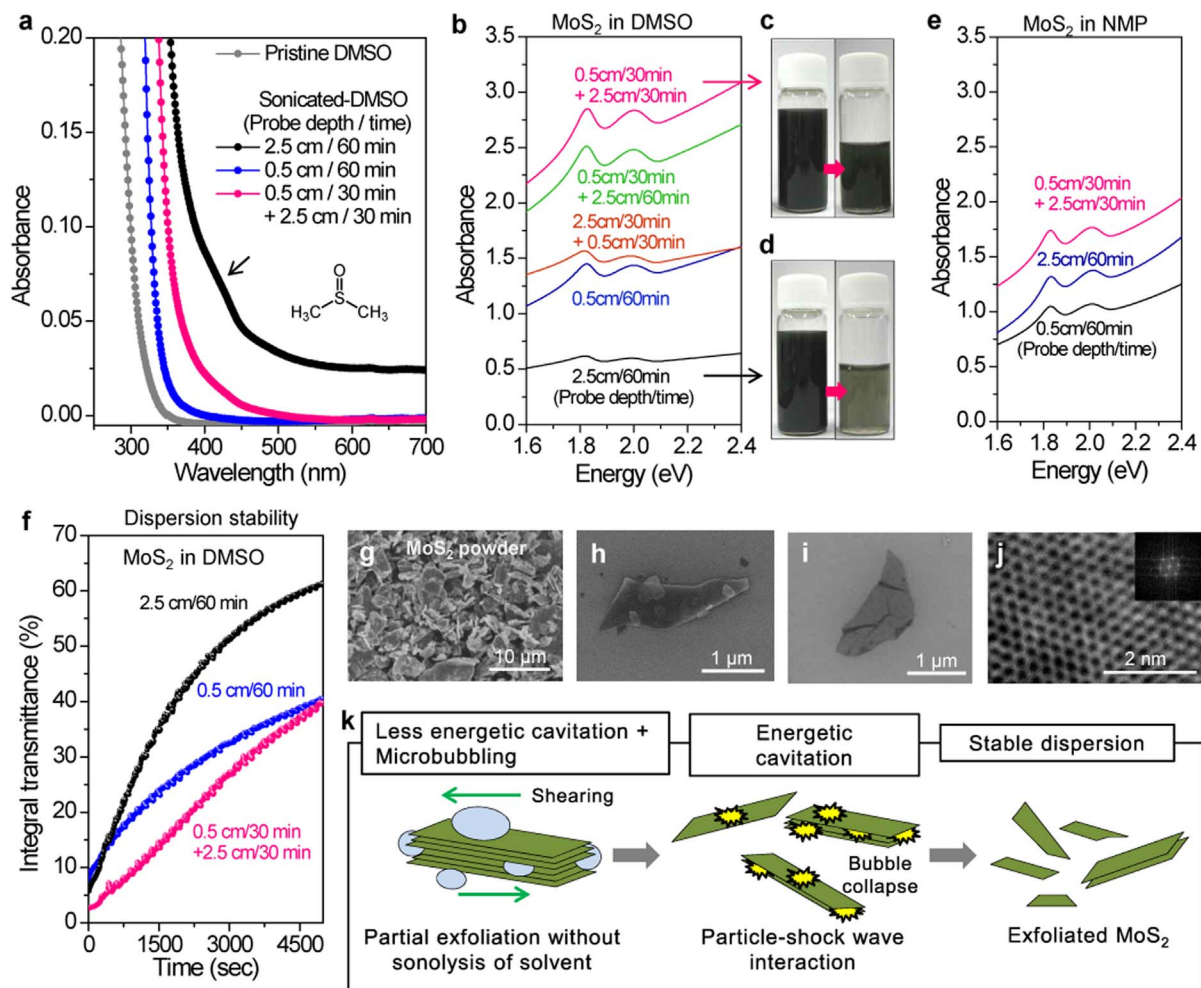 a
0.20
0.15
0.10
0.05
0.00
Absorbance
300
400
500
600
700
Wavelength (nm)
Pristine DMSO
Sonicated-DMSO
(Probe depth / time)
2.5 cm / 60 min
0.5 cm / 60 min
0.5 cm / 30 min
+ 2.5 cm / 30 min
O
S
H₃C
CH₃
b
MoS₂ in DMSO
3.5
3.0
2.5
2.0
1.5
1.0
0.5
0.0
Absorbance
1.6
1.8
2.0
2.2
2.4
Energy (eV)
0.5cm/30min
+ 2.5cm/30min
0.5cm/30min
+ 2.5cm/60min
2.5cm/30min
+ 0.5cm/30min
0.5cm/60min
2.5cm/60min
(Probe depth/time)
c
d
e
MoS₂ in NMP
3.5
3.0
2.5
2.0
1.5
1.0
0.5
0.0
Absorbance
1.6
1.8
2.0
2.2
2.4
Energy (eV)
0.5cm/30min
+ 2.5cm/30min
2.5cm/60min
0.5cm/60min
(Probe depth/time)
f
Dispersion stability
70
60
50
40
30
20
10
0
Integral transmittance (%)
0
1500
3000
4500
Time (sec)
MoS₂ in DMSO
2.5 cm/60 min
0.5 cm/60 min
0.5 cm/30 min
+2.5 cm/30 min
g
MoS₂ powder
10 µm
h
1 µm
i
1 µm
j
2 nm
k
Less energetic cavitation +
Microbubbling
Energetic
cavitation
Stable dispersion
Shearing
Bubble
collapse
Partial exfoliation without
sonolysis of solvent
Particle-shock wave
interaction
Exfoliated MoS₂